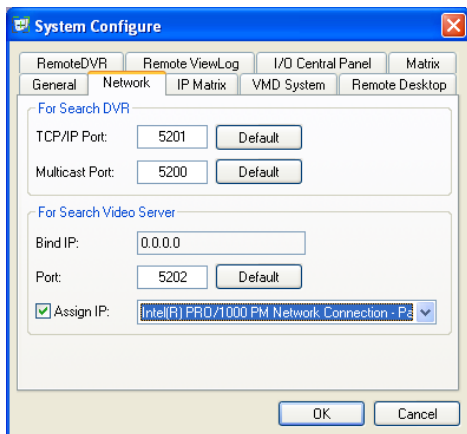 System Configure
RemoteDVR Remote ViewLog I/O Central Panel Matrix
General Network IP Matrix VMD System Remote Desktop
For Search DVR
TCP/IP Port: 5201 Default
Multicast Port: 5200 Default
For Search Video Server
Bind IP: 0.0.0.0
Port: 5202 Default
Assign IP: Intel(R) PRO/1000 PM Network Connection - Pa
OK Cancel